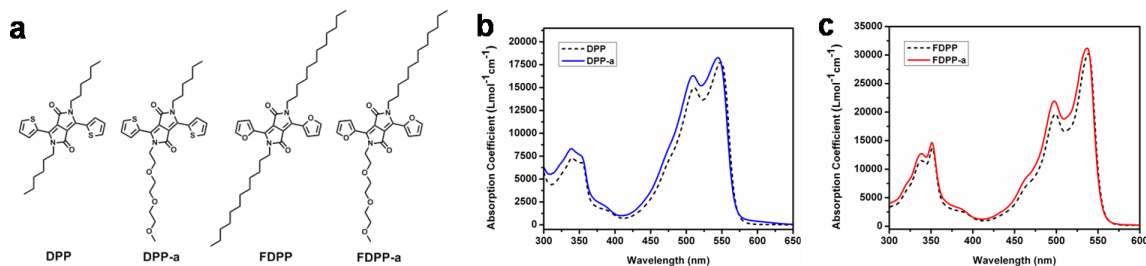 a
S
O
N
S
N
O
DPP
S
O
N
S
N
O
O
O
O
DPP-a
O
O
N
O
N
O
FDPP
O
O
N
O
N
O
O
O
O
FDPP-a
b
DPP
DPP-a
Absorption Coefficient (Lmol⁻¹cm⁻¹)
20000
17500
15000
12500
10000
7500
5000
2500
0
300 350 400 450 500 550 600 650
Wavelength (nm)
c
FDPP
FDPP-a
Absorption Coefficient (Lmol⁻¹cm⁻¹)
35000
30000
25000
20000
15000
10000
5000
0
300 350 400 450 500 550 600
Wavelength (nm)